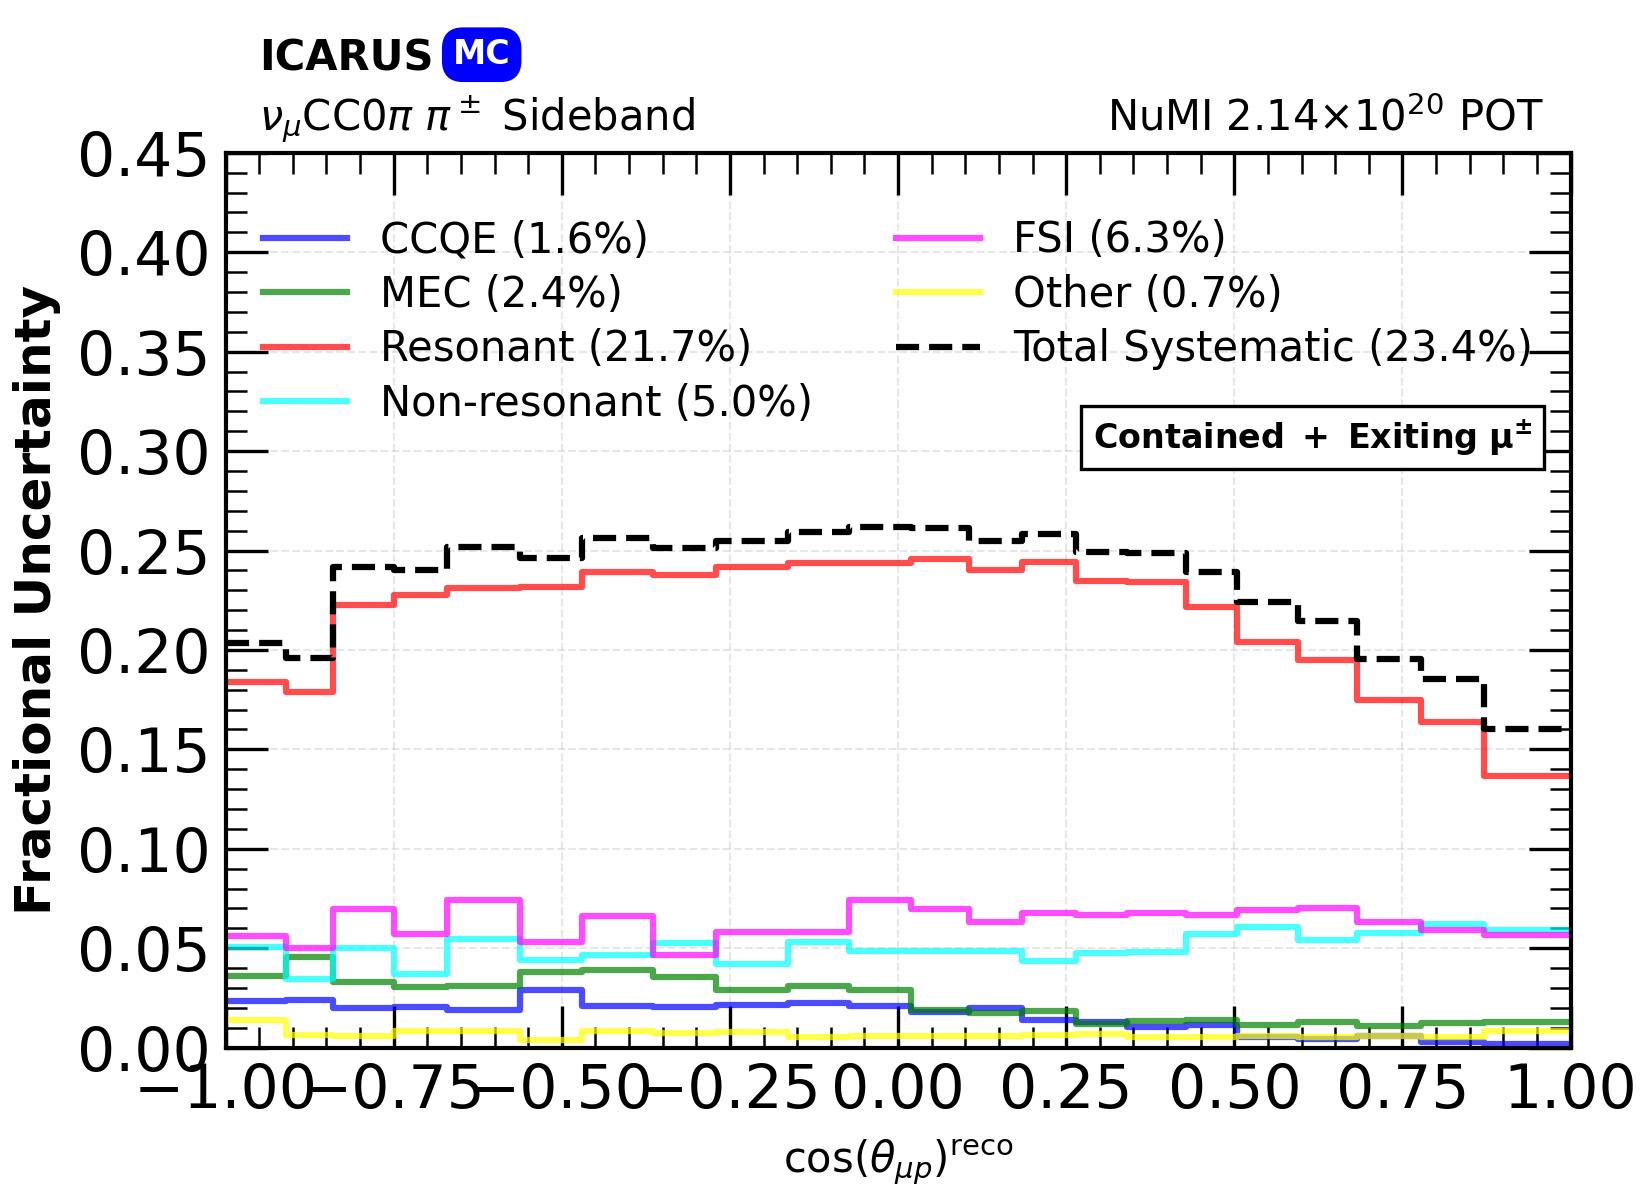 ICARUS MC
νμCC0π π± Sideband
NuMI 2.14×10²⁰ POT
CCQE (1.6%)
MEC (2.4%)
Resonant (21.7%)
Non-resonant (5.0%)
FSI (6.3%)
Other (0.7%)
Total Systematic (23.4%)
Contained + Exiting μ±
Fractional Uncertainty
0.45
0.40
0.35
0.30
0.25
0.20
0.15
0.10
0.05
0.00
−1.00 −0.75 −0.50 −0.25 0.00 0.25 0.50 0.75 1.00
cos(θμp)reco